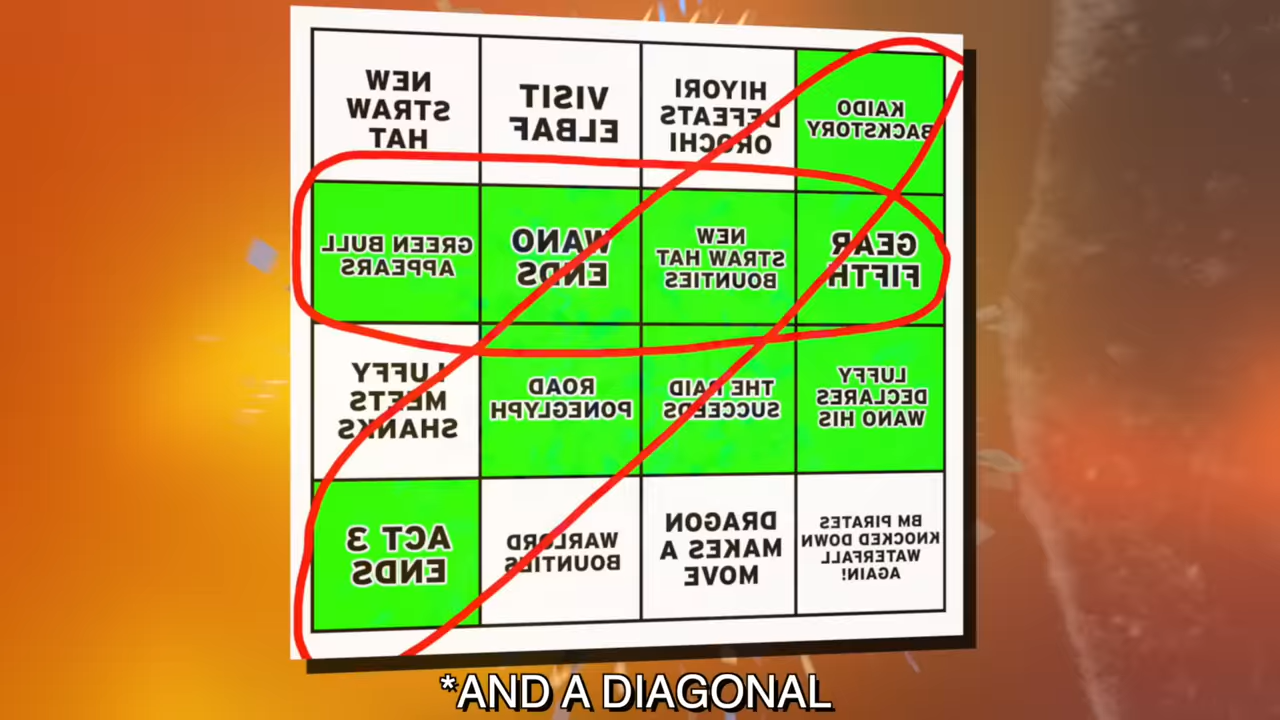 NEW
STRAW
HAT
VISIT
ELBAF
HIYORI
DEFEATS
OROCHI
KAIDO
BACKSTORY
GREEN BULL
APPEARS
WANO
ENDS
NEW
STRAW HAT
BOUNTIES
GEAR
FIFTH
LUFFY
MEETS
SHANKS
ROAD
PONEGLYPH
THE RAID
SUCCEEDS
LUFFY
DECLARES
WANO HIS
ACT 3
ENDS
WARLORD
BOUNTIES
DRAGON
MAKES A
MOVE
BM PIRATES
KNOCKED DOWN
WATERFALL
AGAIN!
*AND A DIAGONAL